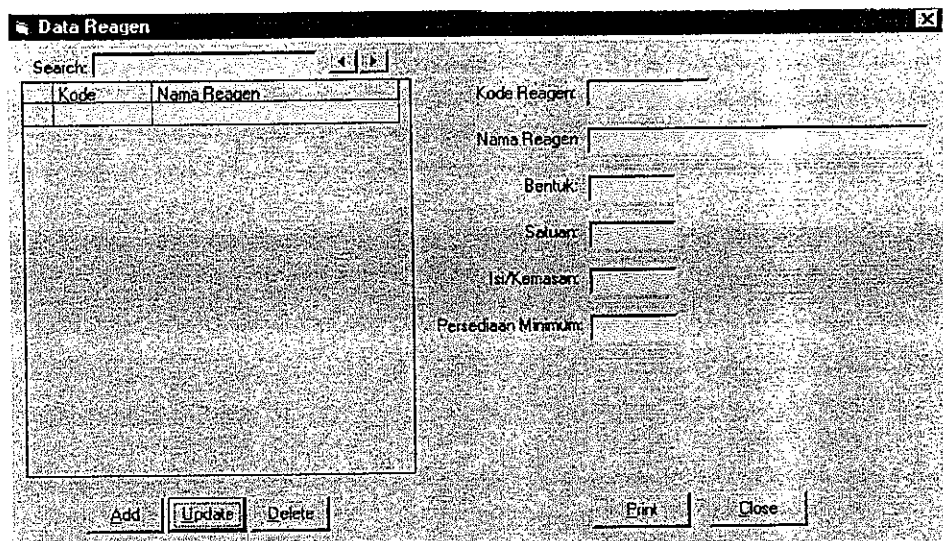 Data Reagen
Search:
Kode Nama Reagen
Kode Reagen:
Nama Reagen
Bentuk:
Satuan:
Isi/Kemasan:
Persediaan Minimum:
Add Update Delete Print Close